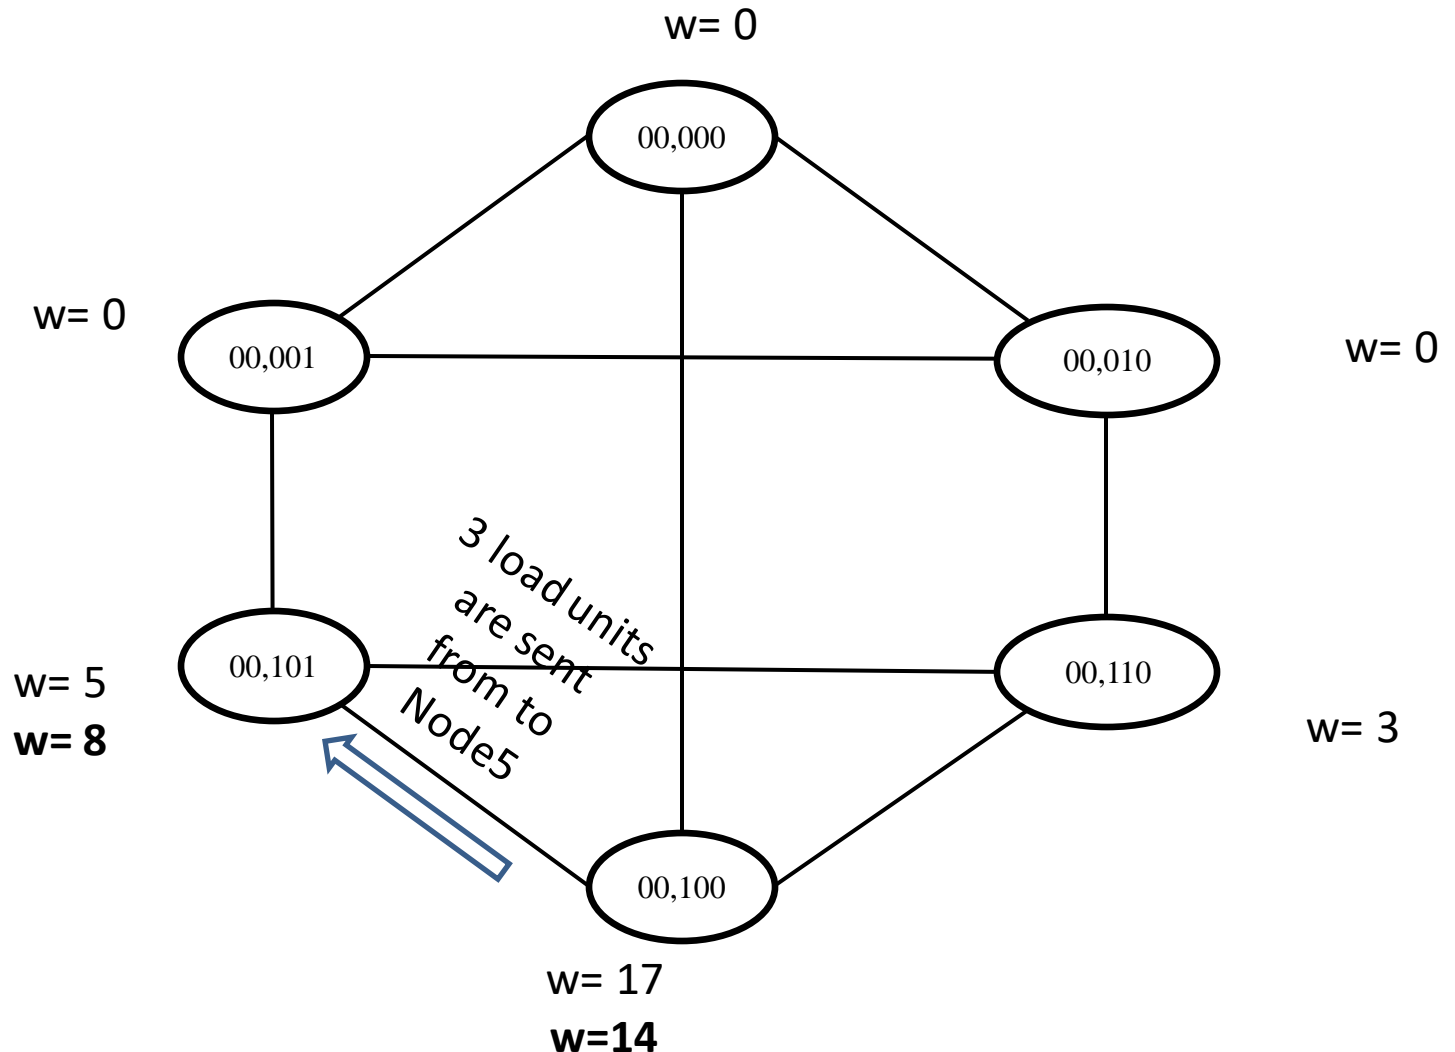 w= 0
00,000
w= 0
00,001
00,010
w= 0
3 load units
are sent
from to
Node5
00,101
00,110
w= 5
w= 8
w= 3
00,100
w= 17
w=14